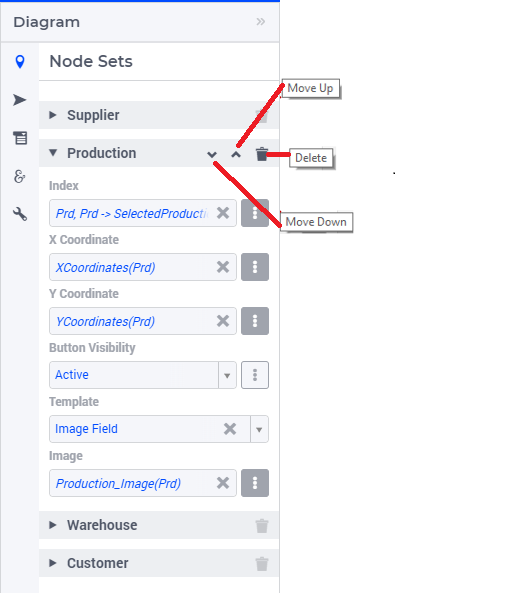 Diagram
Node Sets
Supplier
Move Up
Production
Delete
Index
Prd, Prd -> SelectedProducti
Move Down
X Coordinate
XCoordinates(Prd)
Y Coordinate
YCoordinates(Prd)
Button Visibility
Active
Template
Image Field
Image
Production_Image(Prd)
Warehouse
Customer